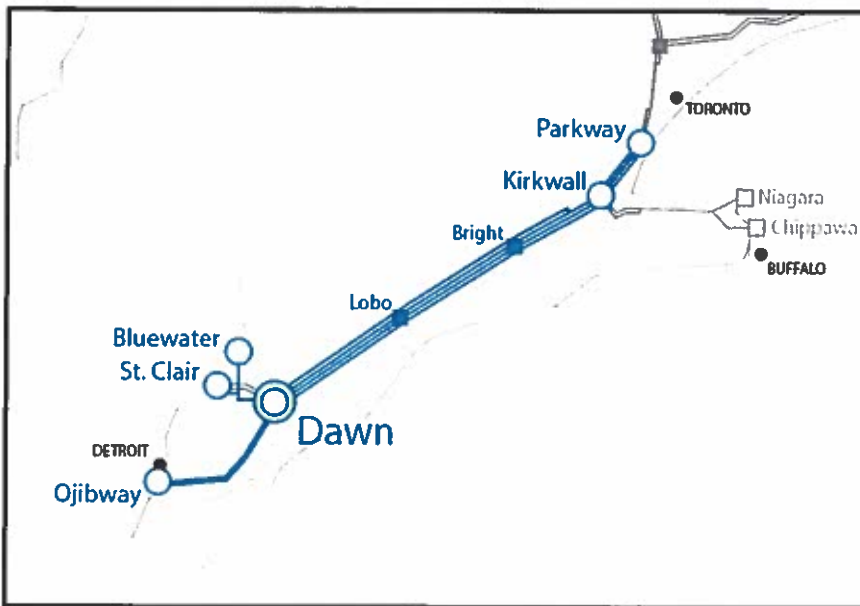 TORONTO
Parkway
Kirkwall
Niagara
Bright
Chippawa
BUFFALO
Lobo
Bluewater
St. Clair
Dawn
DETROIT
Ojibway